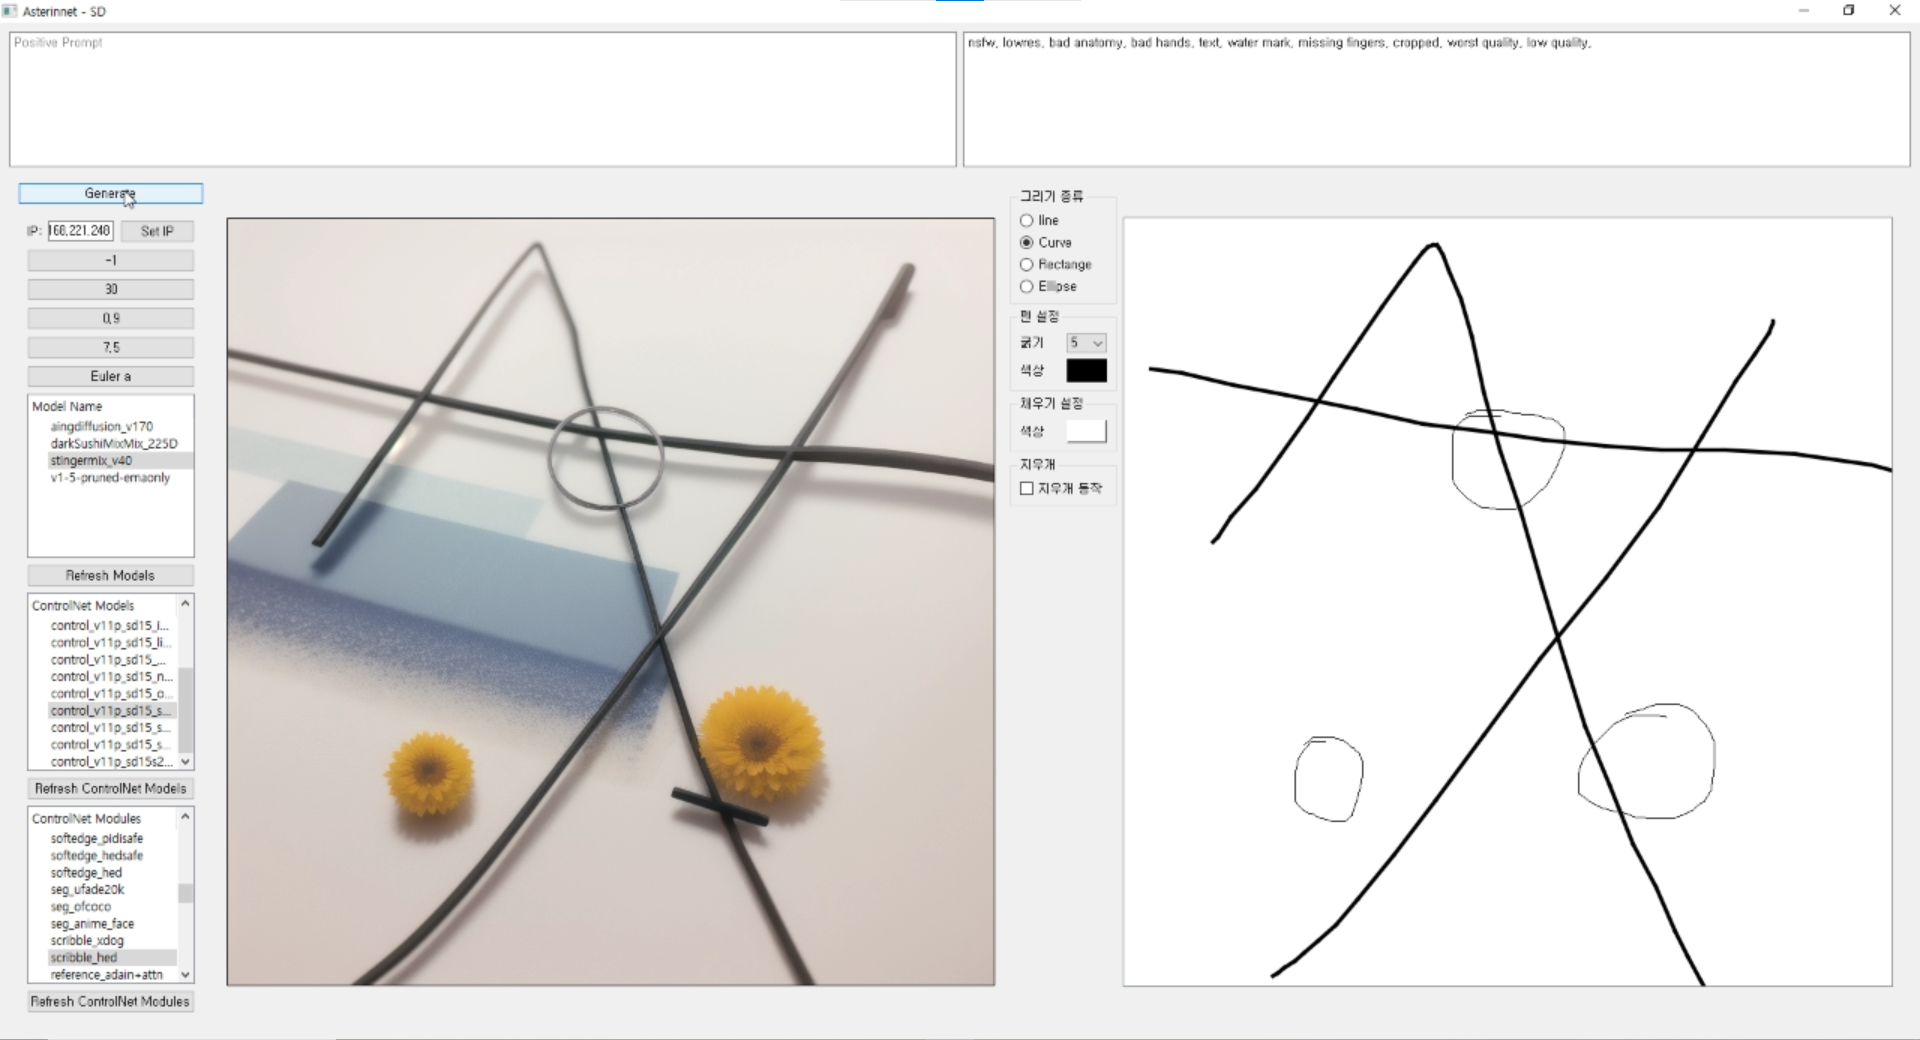 Asterinnet - SD
Positive Prompt
nsfw, lowres, bad anatomy, bad hands, text, water mark, missing fingers, cropped, worst quality, low quality,
Generate
IP: 168.221.248 Set IP
-1
30
0.9
7.5
Euler a
Model Name
aingdiffusion_v170
darkSushiMixMix_225D
stingermix_v40
v1-5-pruned-emaonly
Refresh Models
ControlNet Models
control_v11p_sd15_i...
control_v11p_sd15_li...
control_v11p_sd15_...
control_v11p_sd15_n...
control_v11p_sd15_o...
control_v11p_sd15_s...
control_v11p_sd15_s...
control_v11p_sd15_s...
control_v11p_sd15s2...
Refresh ControlNet Models
ControlNet Modules
softedge_pidisafe
softedge_hedsafe
softedge_hed
seg_ufade20k
seg_ofcoco
seg_anime_face
scribble_xdog
scribble_hed
reference_adain+attn
Refresh ControlNet Modules
그리기 종류
line
Curve
Rectange
Ellipse
펜 설정
굵기 5
색상
채우기 설정
색상
지우개
지우개 동작